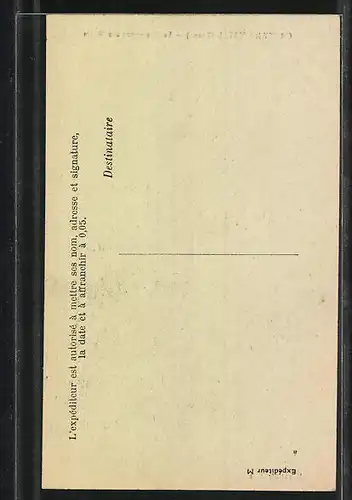 L'expéditeur est autorisé à mettre ses nom, adresse et signature,
la date et à affranchir à 0,05.
Destinataire
Expéditeur M
à